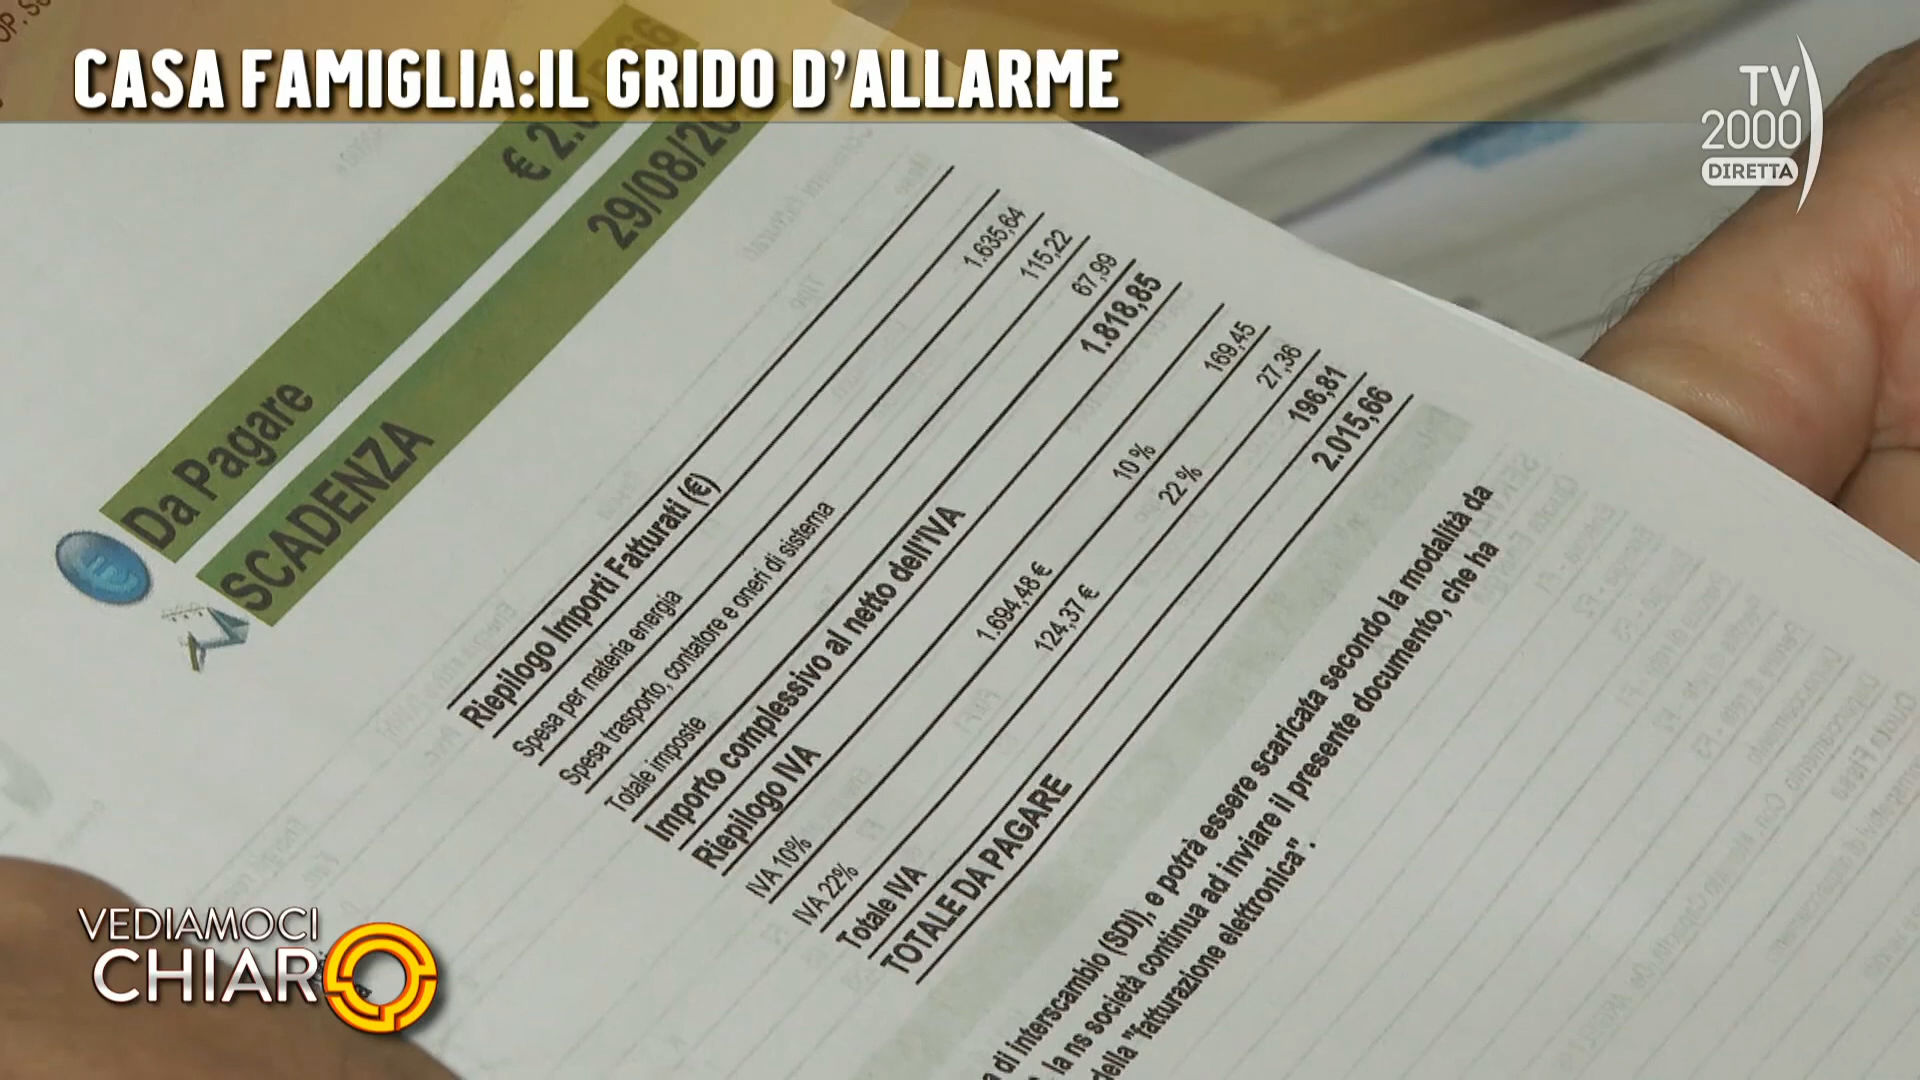 CASA FAMIGLIA:IL GRIDO D'ALLARME
TV
2000
DIRETTA
Da Pagare € 2.0
SCADENZA 29/08/20
Riepilogo Importi Fatturati (€)
Spesa per materia energia 1.635,64
Spesa trasporto, contatore e oneri di sistema 115,22
Totale imposte 67,99
Importo complessivo al netto dell'IVA 1.818,85
Riepilogo IVA
IVA 10% 1.694,48 € 10 % 169,45
IVA 22% 124,37 € 22 % 27,36
Totale IVA 196,81
TOTALE DA PAGARE 2.015,66
di interscambio (SDI), e potrà essere scaricata secondo la modalità da
la ns società continua ad inviare il presente documento, che ha
della "fatturazione elettronica".
VEDIAMOCI
CHIARO